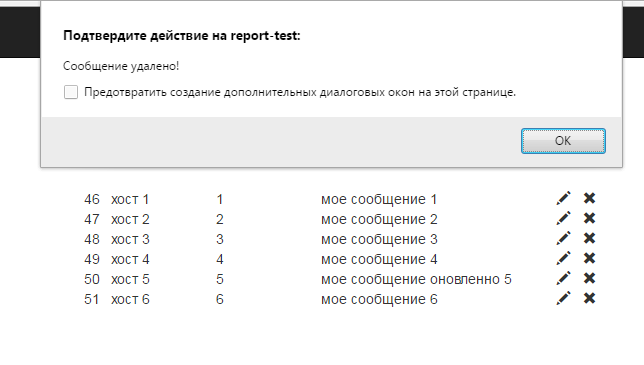 Подтвердите действие на report-test:
Сообщение удалено!
Предотвратить создание дополнительных диалоговых окон на этой странице.
OK
46 хост 1 1 мое сообщение 1
47 хост 2 2 мое сообщение 2
48 хост 3 3 мое сообщение 3
49 хост 4 4 мое сообщение 4
50 хост 5 5 мое сообщение оновленно 5
51 хост 6 6 мое сообщение 6